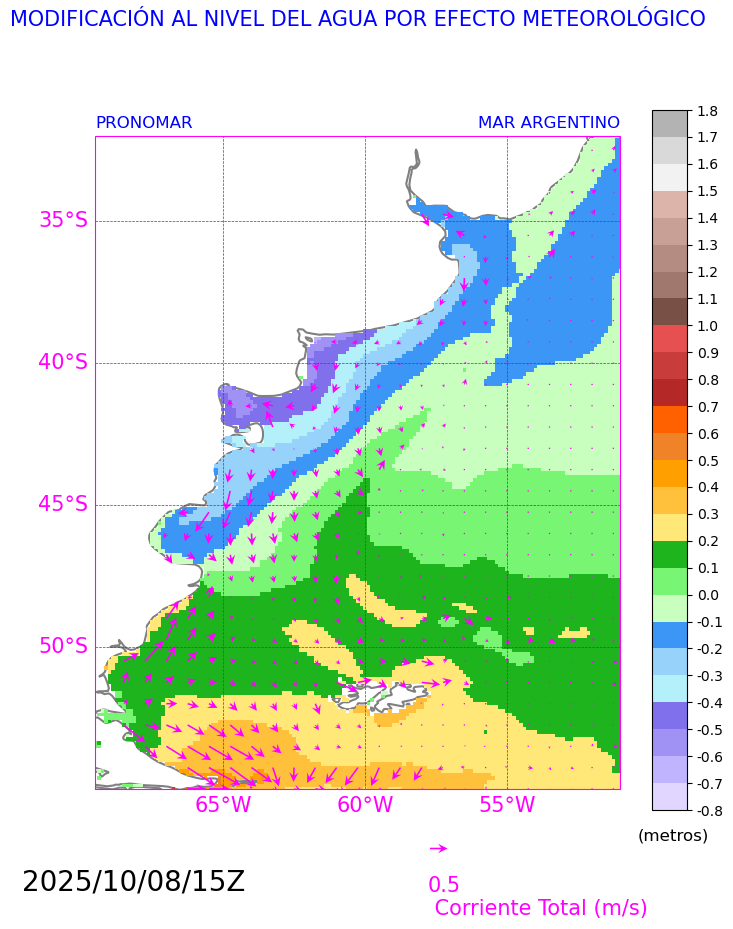 MODIFICACIÓN AL NIVEL DEL AGUA POR EFECTO METEOROLÓGICO
PRONOMAR MAR ARGENTINO
35°S
40°S
45°S
50°S
65°W 60°W 55°W
1.8
1.7
1.6
1.5
1.4
1.3
1.2
1.1
1.0
0.9
0.8
0.7
0.6
0.5
0.4
0.3
0.2
0.1
0.0
-0.1
-0.2
-0.3
-0.4
-0.5
-0.6
-0.7
-0.8
(metros)
2025/10/08/15Z
0.5
Corriente Total (m/s)